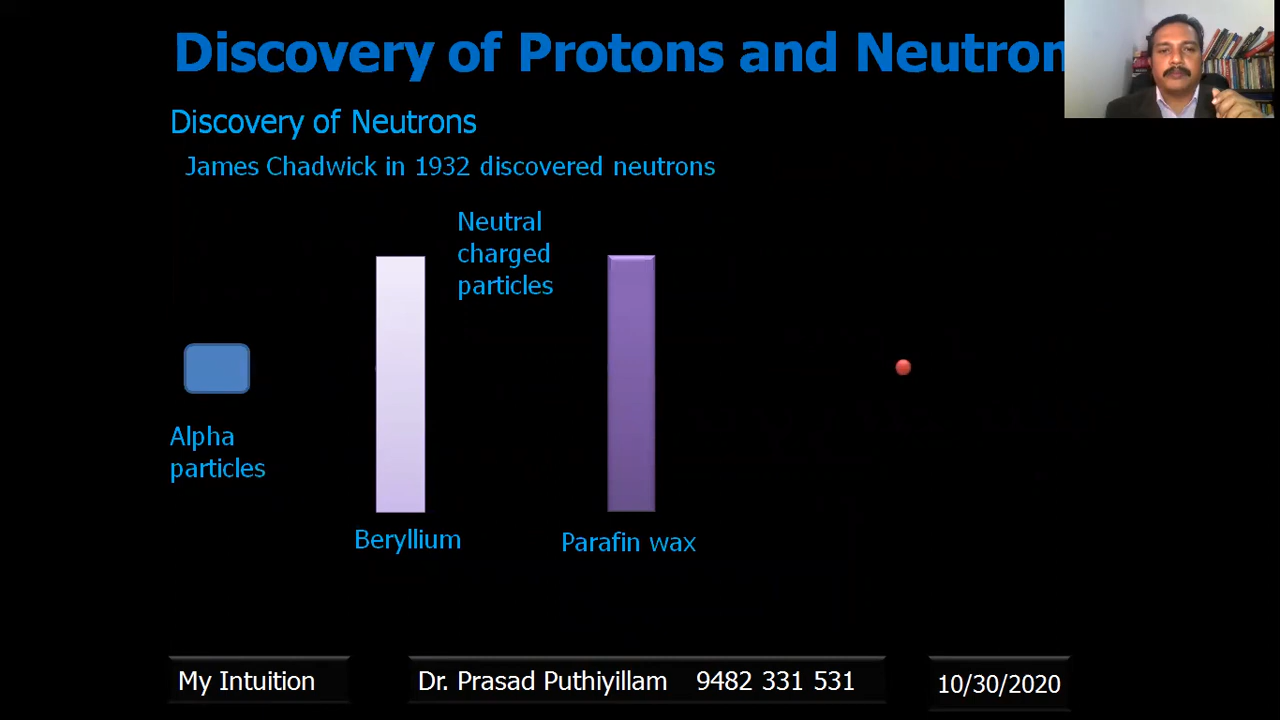 Discovery of Protons and Neutron
Discovery of Neutrons
James Chadwick in 1932 discovered neutrons
Neutral
charged
particles
Alpha
particles
Beryllium
Parafin wax
My Intuition
Dr. Prasad Puthiyillam 9482 331 531
10/30/2020